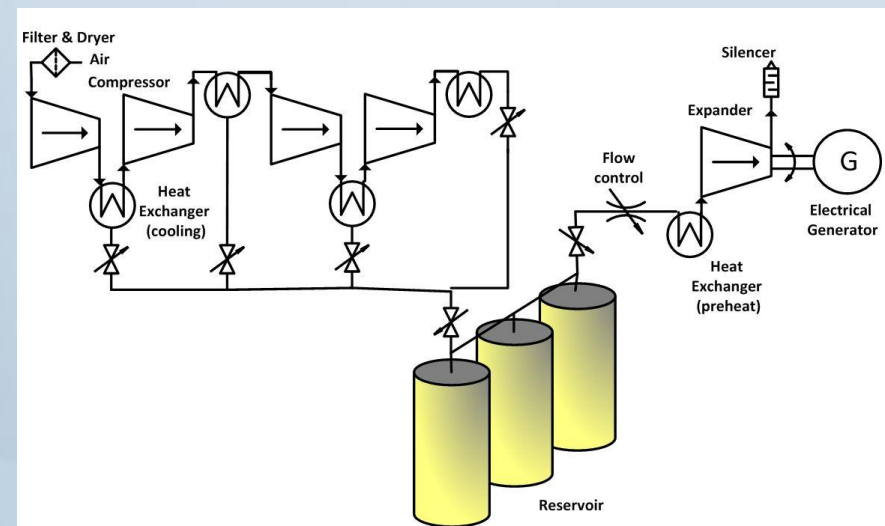 Filter & Dryer
Air
Compressor
Heat
Exchanger
(cooling)
Flow
control
Silencer
Expander
G
Electrical
Generator
Heat
Exchanger
(preheat)
Reservoir